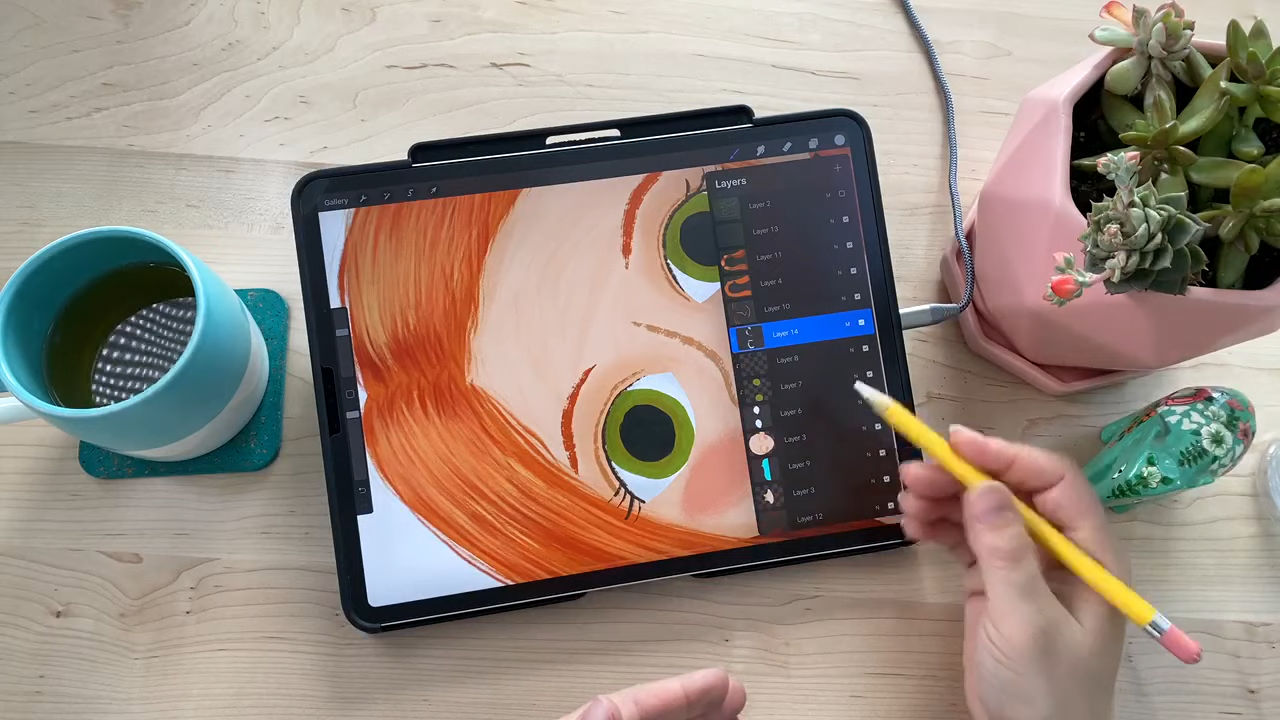 Gallery
Layers
Layer 2 M
Layer 13 N
Layer 11 N
Layer 4 N
Layer 10 N
Layer 14 M
Layer 8 N
Layer 7 N
Layer 6 N
Layer 3
Layer 9 N
Layer 3 N
Layer 12